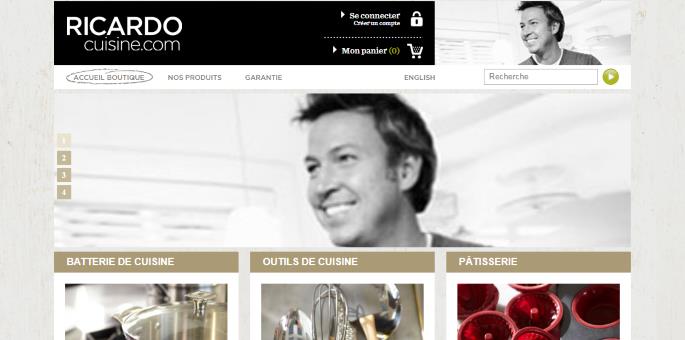 RICARDO
cuisine.com
Se connecter
Créer un compte
Mon panier (0)
ACCUEIL BOUTIQUE
NOS PRODUITS
GARANTIE
ENGLISH
Recherche
1
2
3
4
BATTERIE DE CUISINE
OUTILS DE CUISINE
PÂTISSERIE